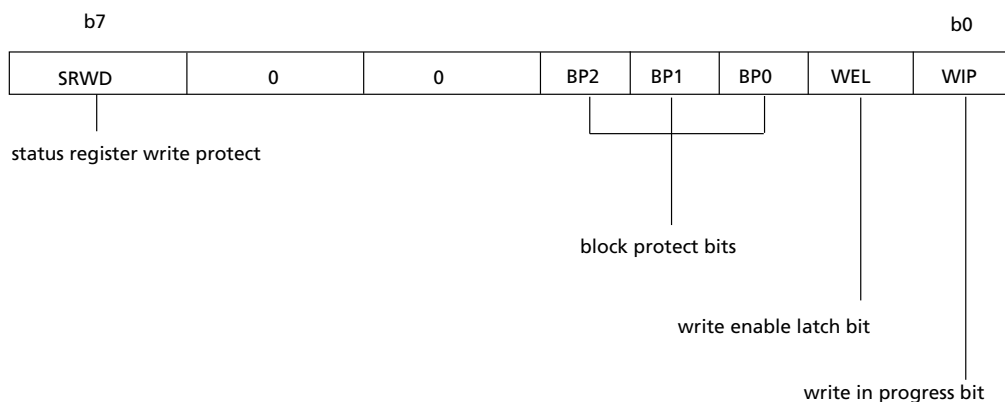 b7 b0
SRWD 0 0 BP2 BP1 BP0 WEL WIP
status register write protect
block protect bits
write enable latch bit
write in progress bit